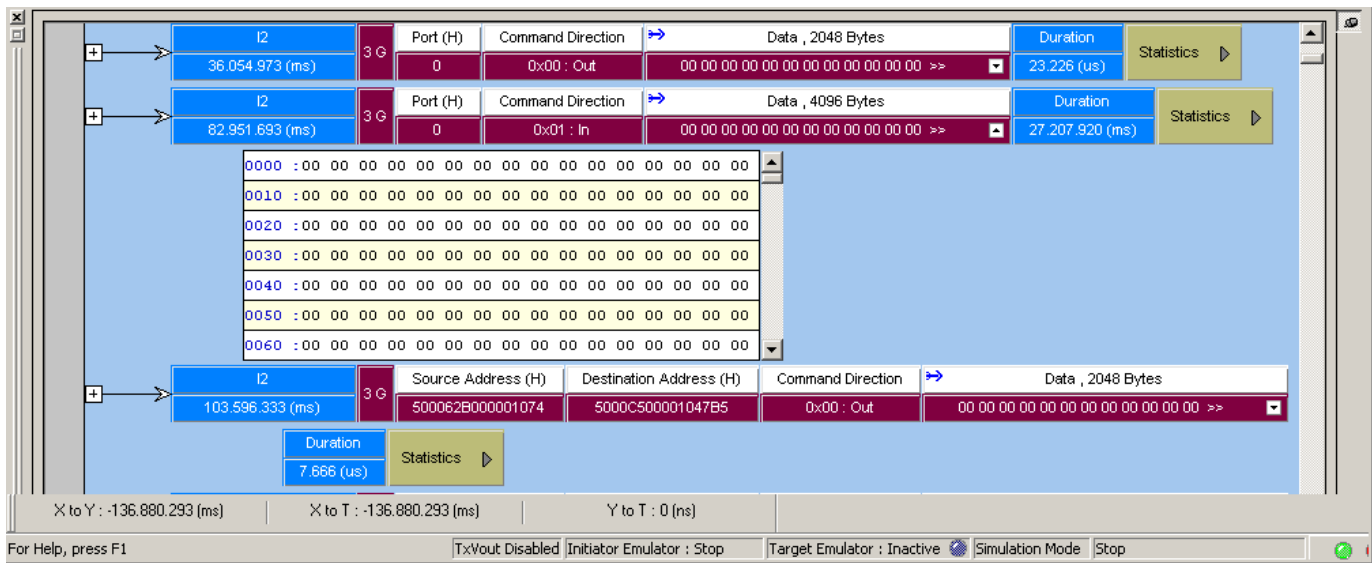 I2 3 G Port (H) Command Direction Data , 2048 Bytes Duration Statistics
36.054.973 (ms) 0 0x00 : Out 00 00 00 00 00 00 00 00 00 00 00 00 00 >> 23.226 (us)
I2 3 G Port (H) Command Direction Data , 4096 Bytes Duration Statistics
82.951.693 (ms) 0 0x01 : In 00 00 00 00 00 00 00 00 00 00 00 00 00 >> 27.207.920 (ms)
0000 :00 00 00 00 00 00 00 00 00 00 00 00 00 00 00 00
0010 :00 00 00 00 00 00 00 00 00 00 00 00 00 00 00 00
0020 :00 00 00 00 00 00 00 00 00 00 00 00 00 00 00 00
0030 :00 00 00 00 00 00 00 00 00 00 00 00 00 00 00 00
0040 :00 00 00 00 00 00 00 00 00 00 00 00 00 00 00 00
0050 :00 00 00 00 00 00 00 00 00 00 00 00 00 00 00 00
0060 :00 00 00 00 00 00 00 00 00 00 00 00 00 00 00 00
I2 3 G Source Address (H) Destination Address (H) Command Direction Data , 2048 Bytes
103.596.333 (ms) 500062B000001074 5000C500001047B5 0x00 : Out 00 00 00 00 00 00 00 00 00 00 00 00 00 >>
Duration Statistics
7.666 (us)
X to Y : -136.880.293 (ms) X to T : -136.880.293 (ms) Y to T : 0 (ns)
For Help, press F1 TxVout Disabled Initiator Emulator : Stop Target Emulator : Inactive Simulation Mode Stop